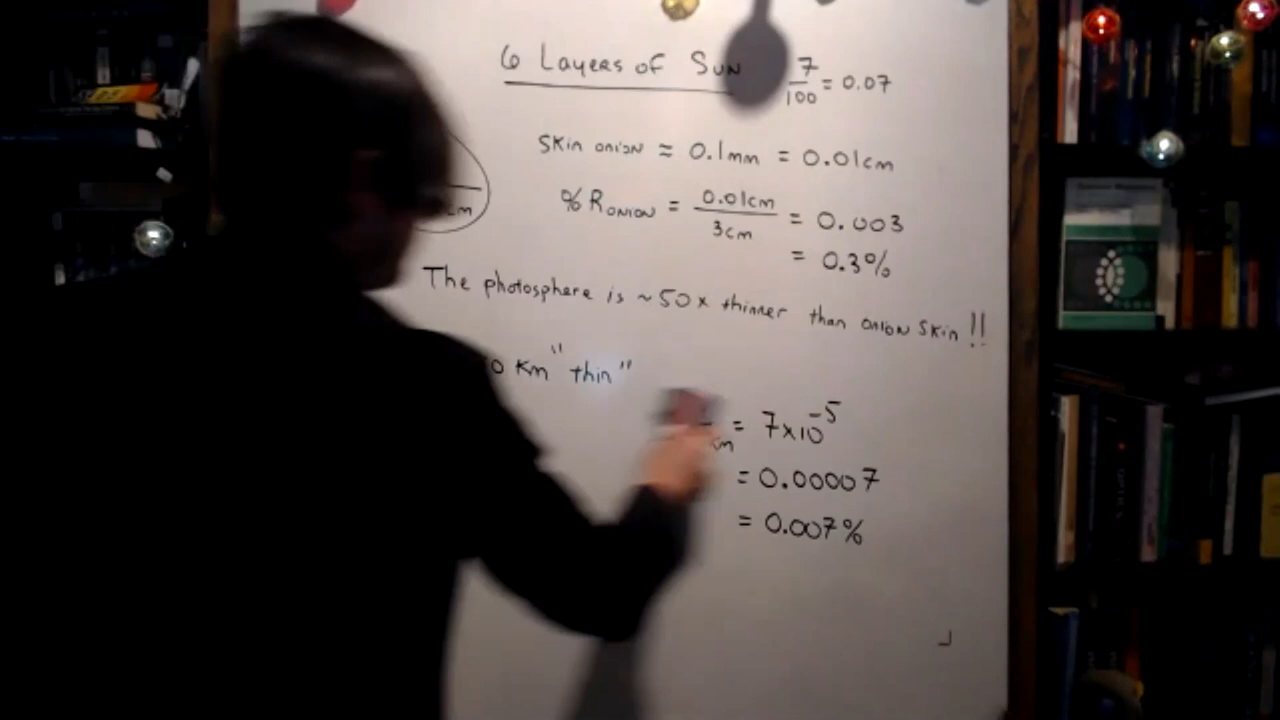 6 Layers of Sun
7/100 = 0.07
Skin onion ≈ 0.1mm = 0.01cm
% R ONION = 0.01cm / 3cm = 0.003
= 0.3%
The photosphere is ~50x thinner than onion skin!!
0 Km "thin"
= 7x10^-5
= 0.00007
= 0.007%